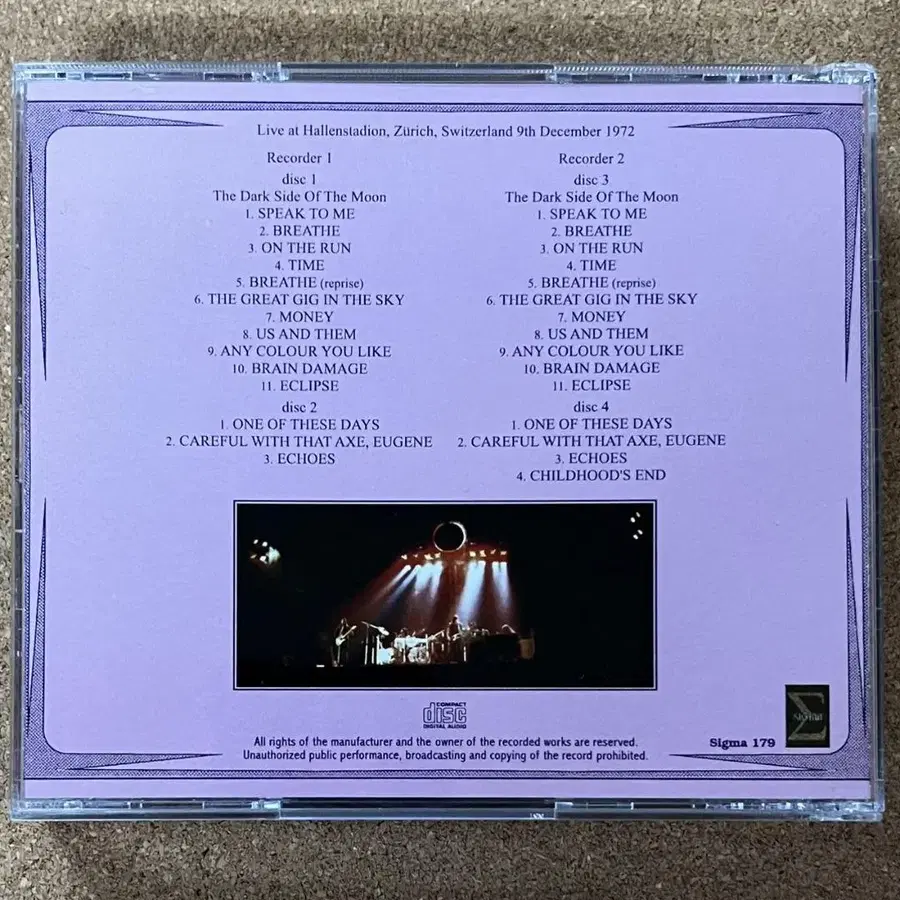 Live at Hallenstadion, Zürich, Switzerland 9th December 1972
Recorder 1
disc 1
The Dark Side Of The Moon
1. SPEAK TO ME
2. BREATHE
3. ON THE RUN
4. TIME
5. BREATHE (reprise)
6. THE GREAT GIG IN THE SKY
7. MONEY
8. US AND THEM
9. ANY COLOUR YOU LIKE
10. BRAIN DAMAGE
11. ECLIPSE
disc 2
1. ONE OF THESE DAYS
2. CAREFUL WITH THAT AXE, EUGENE
3. ECHOES
Recorder 2
disc 3
The Dark Side Of The Moon
1. SPEAK TO ME
2. BREATHE
3. ON THE RUN
4. TIME
5. BREATHE (reprise)
6. THE GREAT GIG IN THE SKY
7. MONEY
8. US AND THEM
9. ANY COLOUR YOU LIKE
10. BRAIN DAMAGE
11. ECLIPSE
disc 4
1. ONE OF THESE DAYS
2. CAREFUL WITH THAT AXE, EUGENE
3. ECHOES
4. CHILDHOOD'S END
COMPACT
disc
DIGITAL AUDIO
All rights of the manufacturer and the owner of the recorded works are reserved.
Unauthorized public performance, broadcasting and copying of the record prohibited.
Sigma 179
Σ